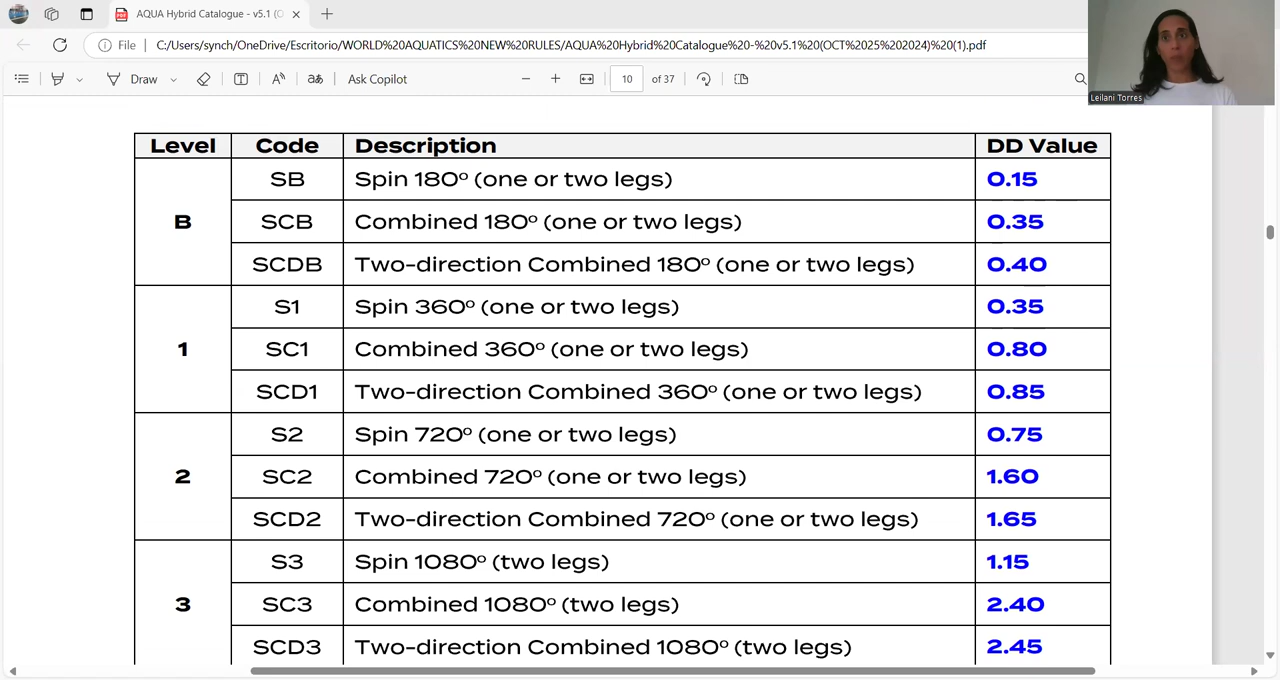 AQUA Hybrid Catalogue - v5.1 (O
File C:/Users/synch/OneDrive/Escritorio/WORLD%20AQUATICS%20NEW%20RULES/AQUA%20Hybrid%20Catalogue%20-%20v5.1%20(OCT%2025%202024)%20(1).pdf
Draw Ask Copilot 10 of 37
Leilani Torres
Level Code Description DD Value
B
SB Spin 180º (one or two legs) 0.15
SCB Combined 180º (one or two legs) 0.35
SCDB Two-direction Combined 180º (one or two legs) 0.40
1
S1 Spin 360º (one or two legs) 0.35
SC1 Combined 360º (one or two legs) 0.80
SCD1 Two-direction Combined 360º (one or two legs) 0.85
2
S2 Spin 720º (one or two legs) 0.75
SC2 Combined 720º (one or two legs) 1.60
SCD2 Two-direction Combined 720º (one or two legs) 1.65
3
S3 Spin 1080º (two legs) 1.15
SC3 Combined 1080º (two legs) 2.40
SCD3 Two-direction Combined 1080º (two legs) 2.45